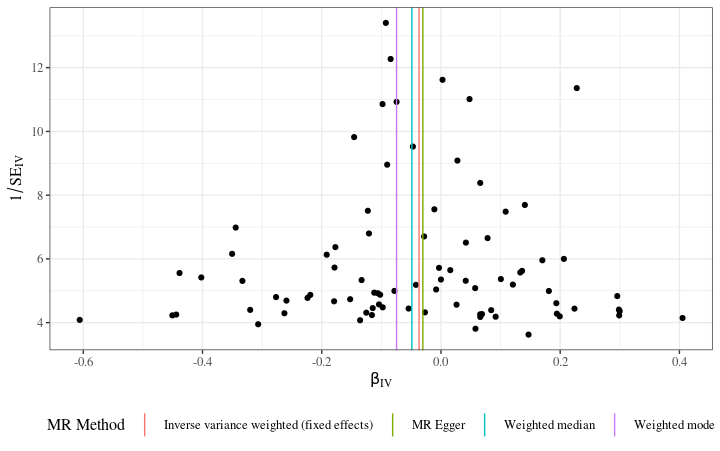 12
10
8
6
4
1/SE_IV
-0.6 -0.4 -0.2 0.0 0.2 0.4
β_IV
MR Method Inverse variance weighted (fixed effects) MR Egger Weighted median Weighted mode